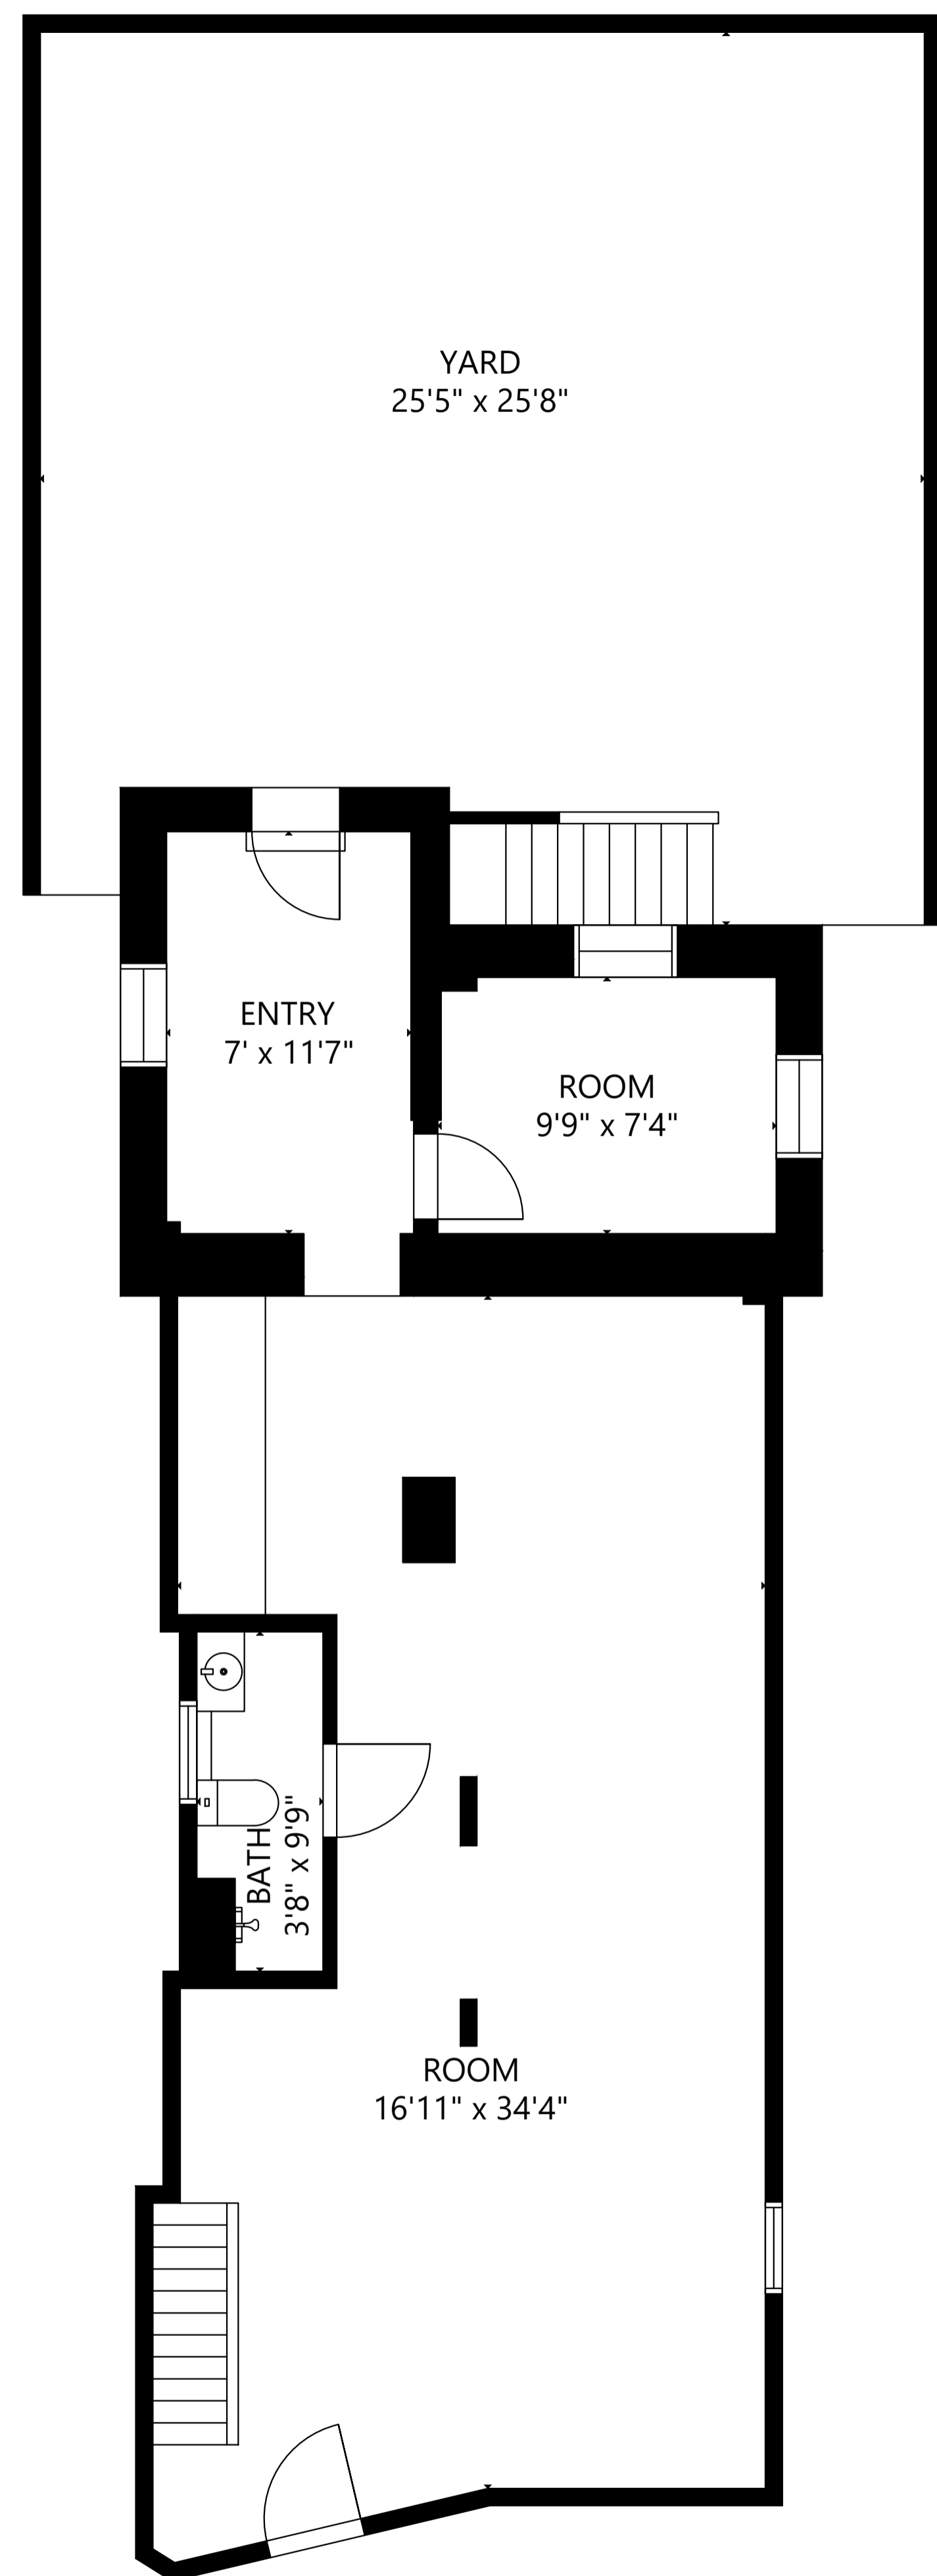 YARD
25'5" x 25'8"
ENTRY
7' x 11'7"
ROOM
9'9" x 7'4"
BATH
3'8" x 9'9"
ROOM
16'11" x 34'4"